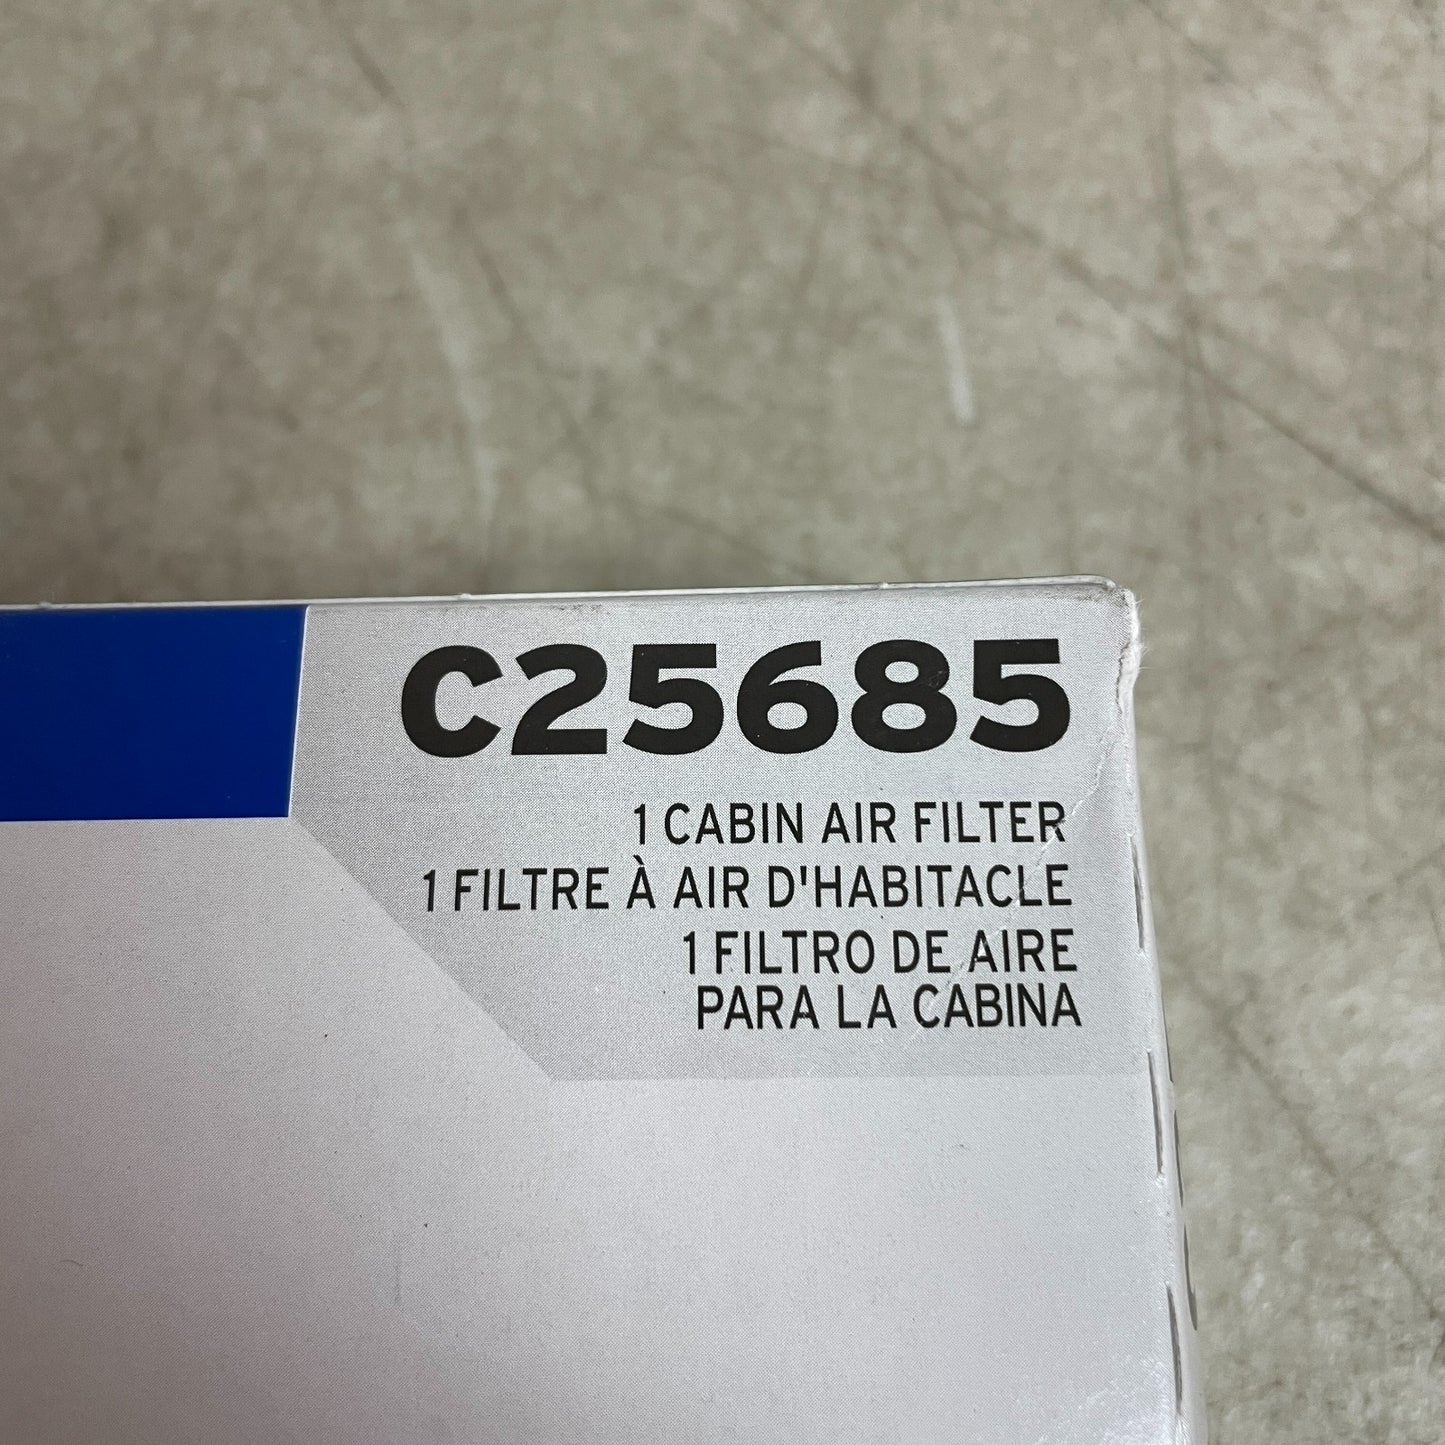 C25685
1 CABIN AIR FILTER
1 FILTRE À AIR D'HABITACLE
1 FILTRO DE AIRE
PARA LA CABINA